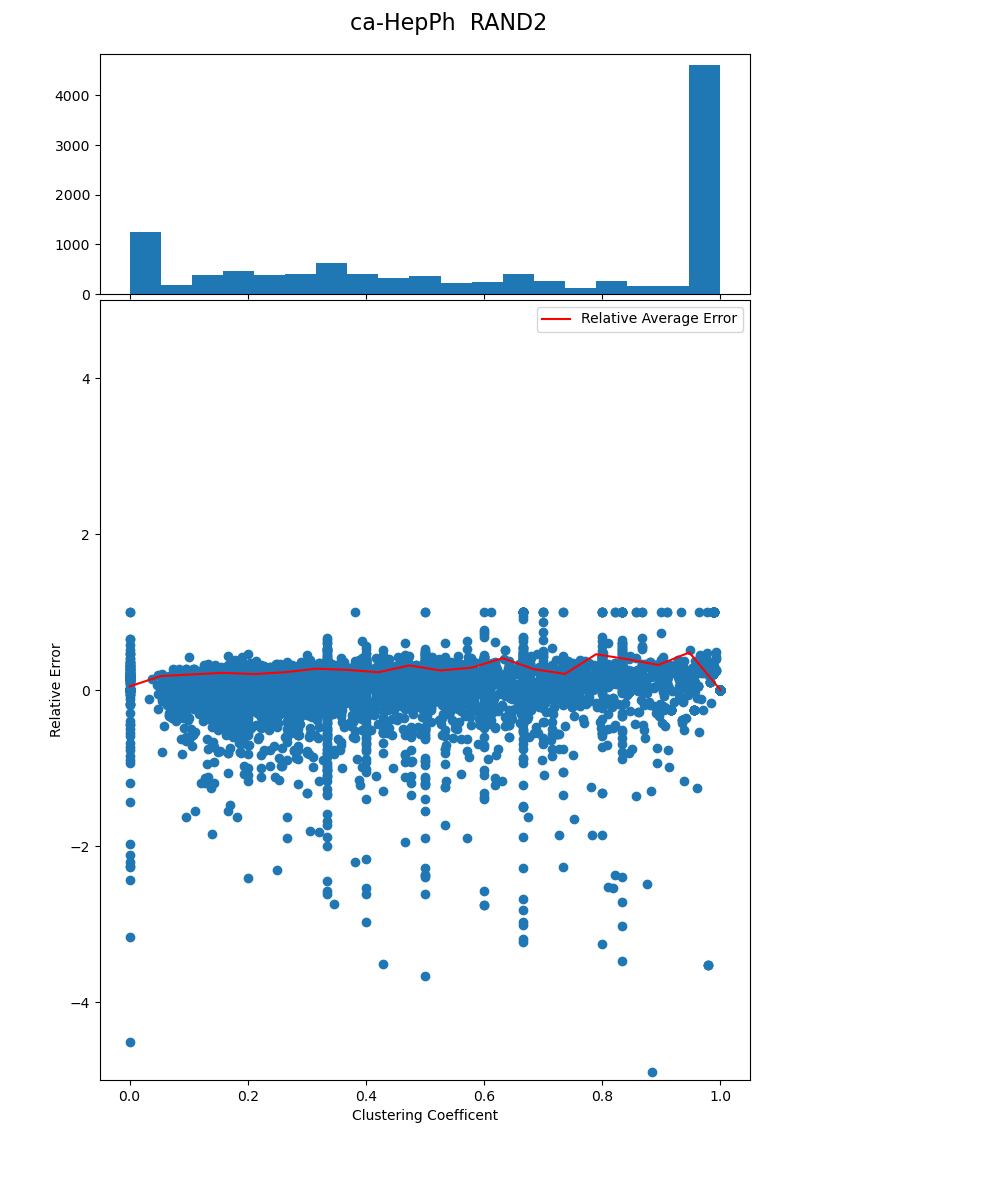 ca-HepPh  RAND2
4000
3000
2000
1000
0
Relative Average Error
4
2
0
−2
−4
Relative Error
0.0 0.2 0.4 0.6 0.8 1.0
Clustering Coefficent